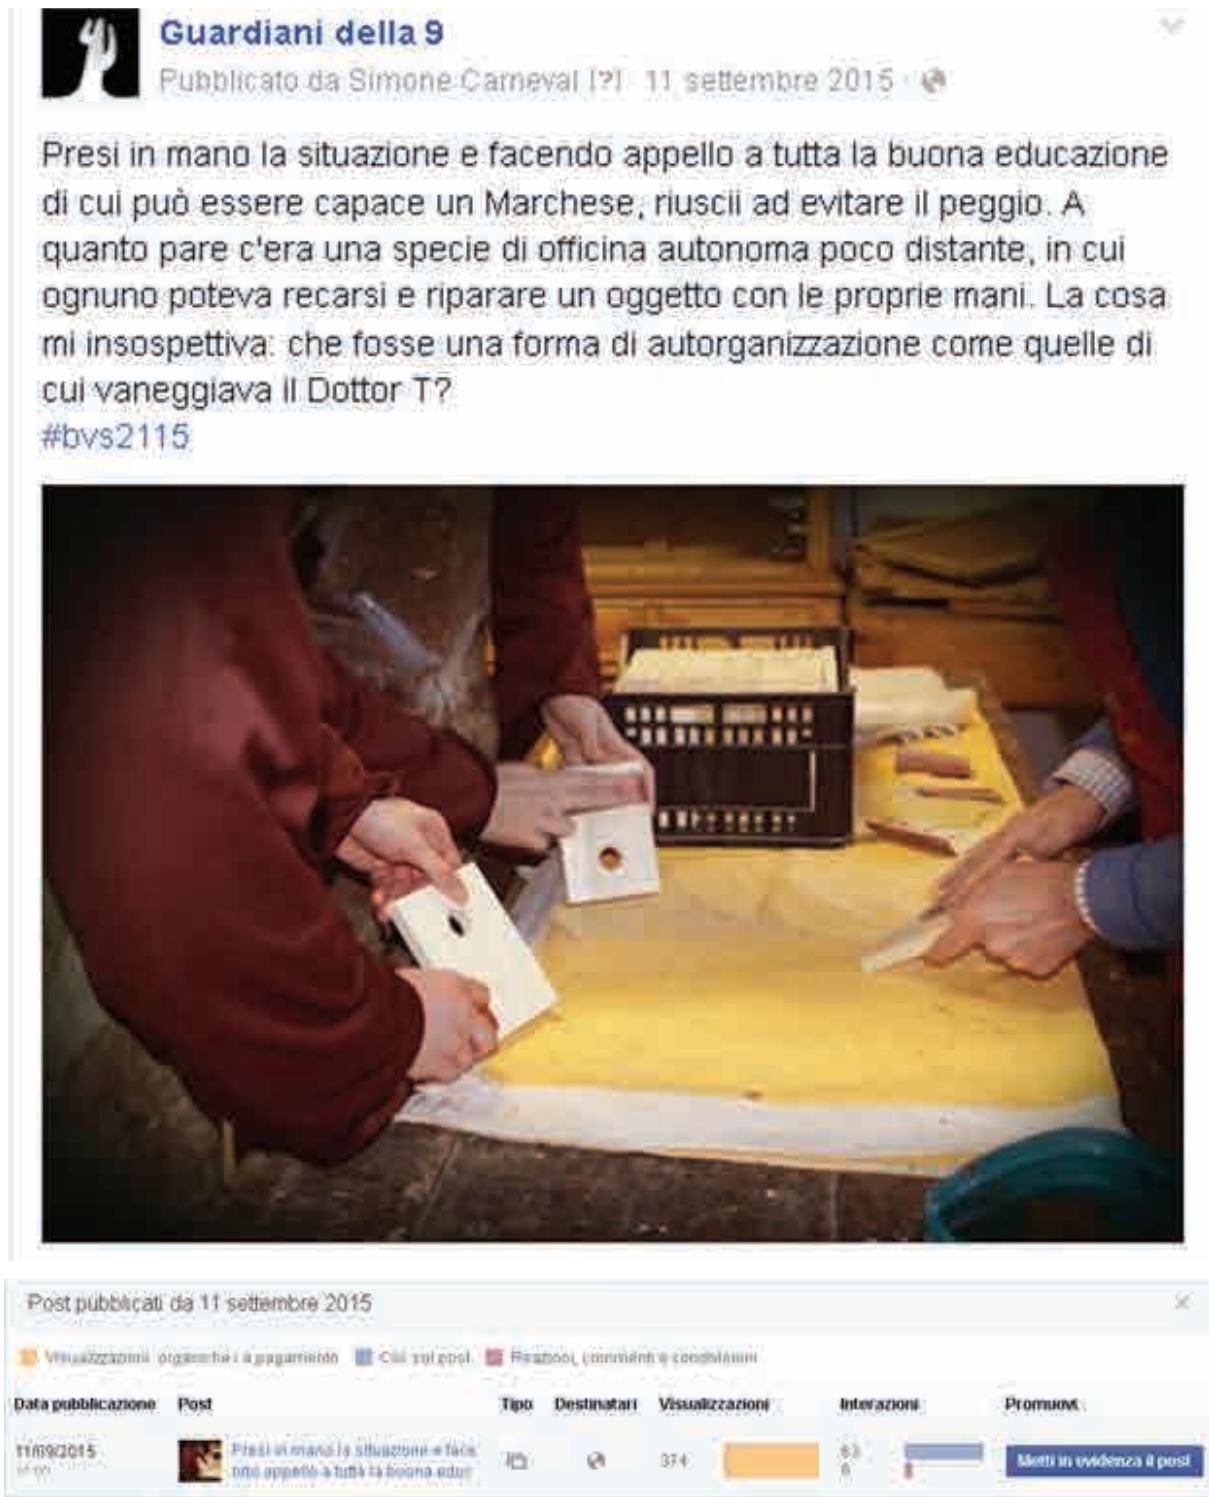 Guardiani della 9
Pubblicato da Simone Carneval [?] · 11 settembre 2015 ·
Presi in mano la situazione e facendo appello a tutta la buona educazione
di cui può essere capace un Marchese, riuscii ad evitare il peggio. A
quanto pare c'era una specie di officina autonoma poco distante, in cui
ognuno poteva recarsi e riparare un oggetto con le proprie mani. La cosa
mi insospettiva: che fosse una forma di autorganizzazione come quelle di
cui vaneggiava il Dottor T?
#bvs2115
Post pubblicati da 11 settembre 2015
Visualizzazioni: organiche / a pagamento Clic sul post Reazioni, commenti e condivisioni
Data pubblicazione Post Tipo Destinatari Visualizzazioni Interazioni Promuovi
11/09/2015 Presi in mano la situazione e face 374 63 Metti in evidenza il post
ndo appello a tutta la buona educ